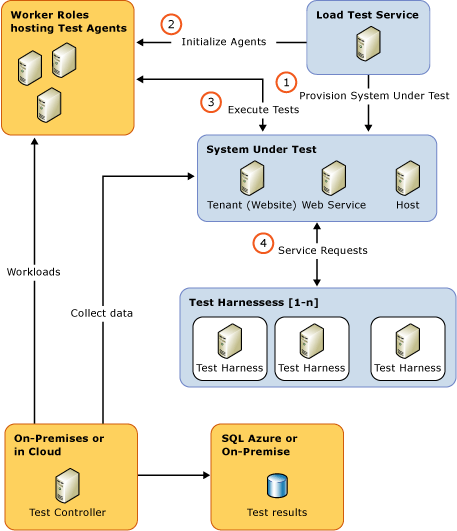 Worker Roles
hosting Test Agents
2
Initialize Agents
Load Test Service
1
Provision System Under Test
3
Execute Tests
System Under Test
Tenant (Website)
Web Service
Host
4
Service Requests
Workloads
Collect data
Test Harnessess [1-n]
Test Harness
Test Harness
Test Harness
On-Premises or
in Cloud
Test Controller
SQL Azure or
On-Premise
Test results